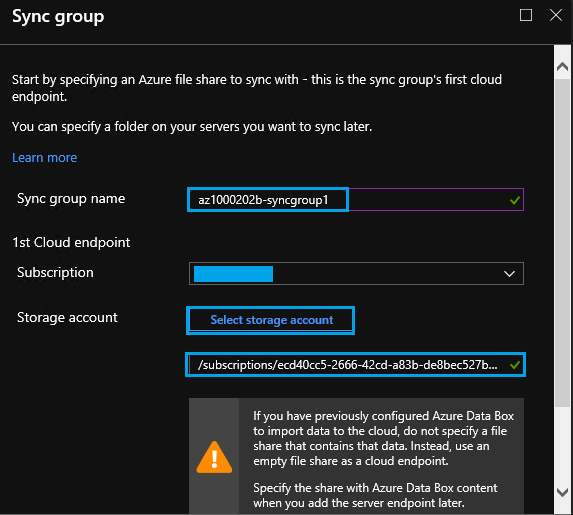 Sync group
Start by specifying an Azure file share to sync with - this is the sync group's first cloud
endpoint.
You can specify a folder on your servers you want to sync later.
Learn more
Sync group name
az1000202b-syncgroup1
1st Cloud endpoint
Subscription
Storage account
Select storage account
/subscriptions/ecd40cc5-2666-42cd-a83b-de8bec527b...
If you have previously configured Azure Data Box
to import data to the cloud, do not specify a file
share that contains that data. Instead, use an
empty file share as a cloud endpoint.
Specify the share with Azure Data Box content
when you add the server endpoint later.